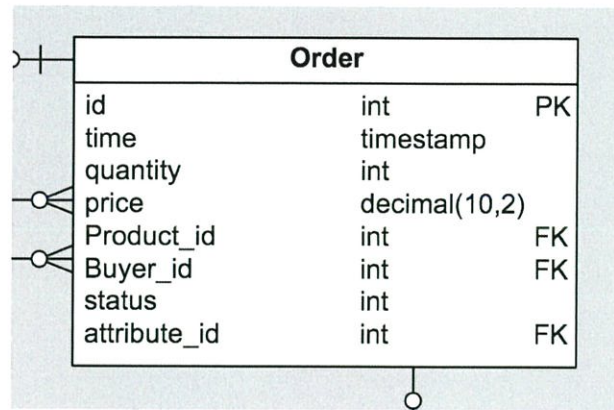 Order
id int PK
time timestamp
quantity int
price decimal(10,2)
Product_id int FK
Buyer_id int FK
status int
attribute_id int FK